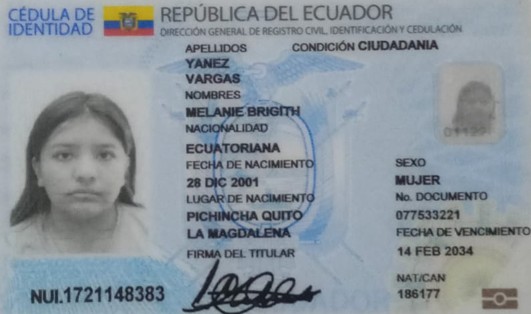 CÉDULA DE
IDENTIDAD
REPÚBLICA DEL ECUADOR
DIRECCIÓN GENERAL DE REGISTRO CIVIL, IDENTIFICACIÓN Y CEDULACIÓN
APELLIDOS
CONDICIÓN CIUDADANIA
YANEZ
VARGAS
NOMBRES
MELANIE BRIGITH
NACIONALIDAD
ECUATORIANA
FECHA DE NACIMIENTO
28 DIC 2001
LUGAR DE NACIMIENTO
PICHINCHA QUITO
LA MAGDALENA
FIRMA DEL TITULAR
SEXO
MUJER
No. DOCUMENTO
077533221
FECHA DE VENCIMIENTO
14 FEB 2034
NAT/CAN
186177
NUI.1721148383